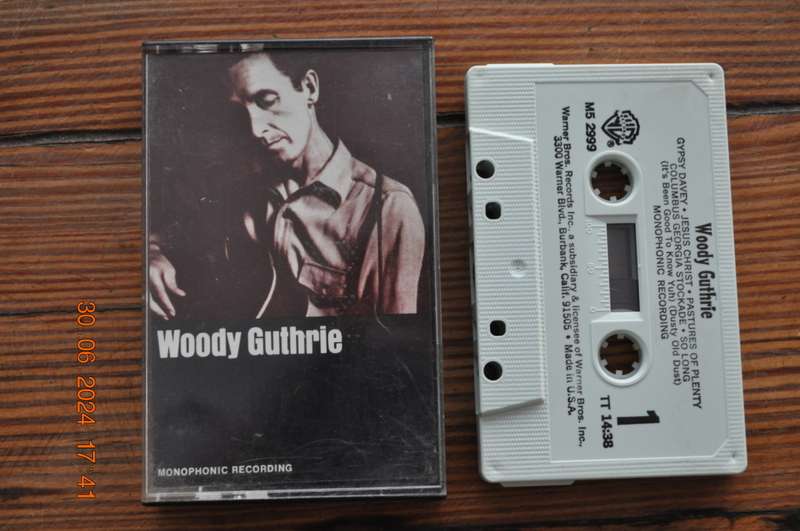 Woody Guthrie
MONOPHONIC RECORDING
Woody Guthrie
GYPSY DAVEY • JESUS CHRIST • PASTURES OF PLENTY
COLUMBUS GEORGIA STOCKADE • SO LONG
(It's Been Good To Know Yuh) (Dusty Old Dust)
MONOPHONIC RECORDING
1
TT 14:38
M5 2999
Warner Bros. Records Inc., a subsidiary & licensee of Warner Bros. Inc.,
3300 Warner Blvd., Burbank, Calif. 91505 • Made in U.S.A.
30 06 2024 17 41